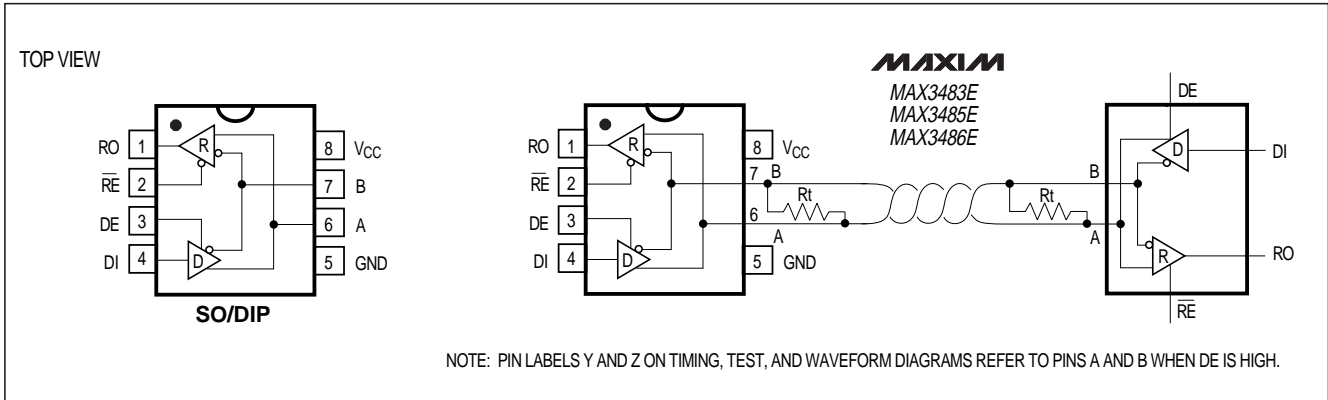 TOP VIEW
MAXIM
MAX3483E
MAX3485E
MAX3486E
RO 1
R̅E̅ 2
DE 3
DI 4
R
D
8 VCC
7 B
6 A
5 GND
SO/DIP
RO 1
R̅E̅ 2
DE 3
DI 4
R
D
8 VCC
7 B
Rt
6 A
5 GND
DE
B
Rt
A
D
DI
R
RO
R̅E̅
NOTE: PIN LABELS Y AND Z ON TIMING, TEST, AND WAVEFORM DIAGRAMS REFER TO PINS A AND B WHEN DE IS HIGH.